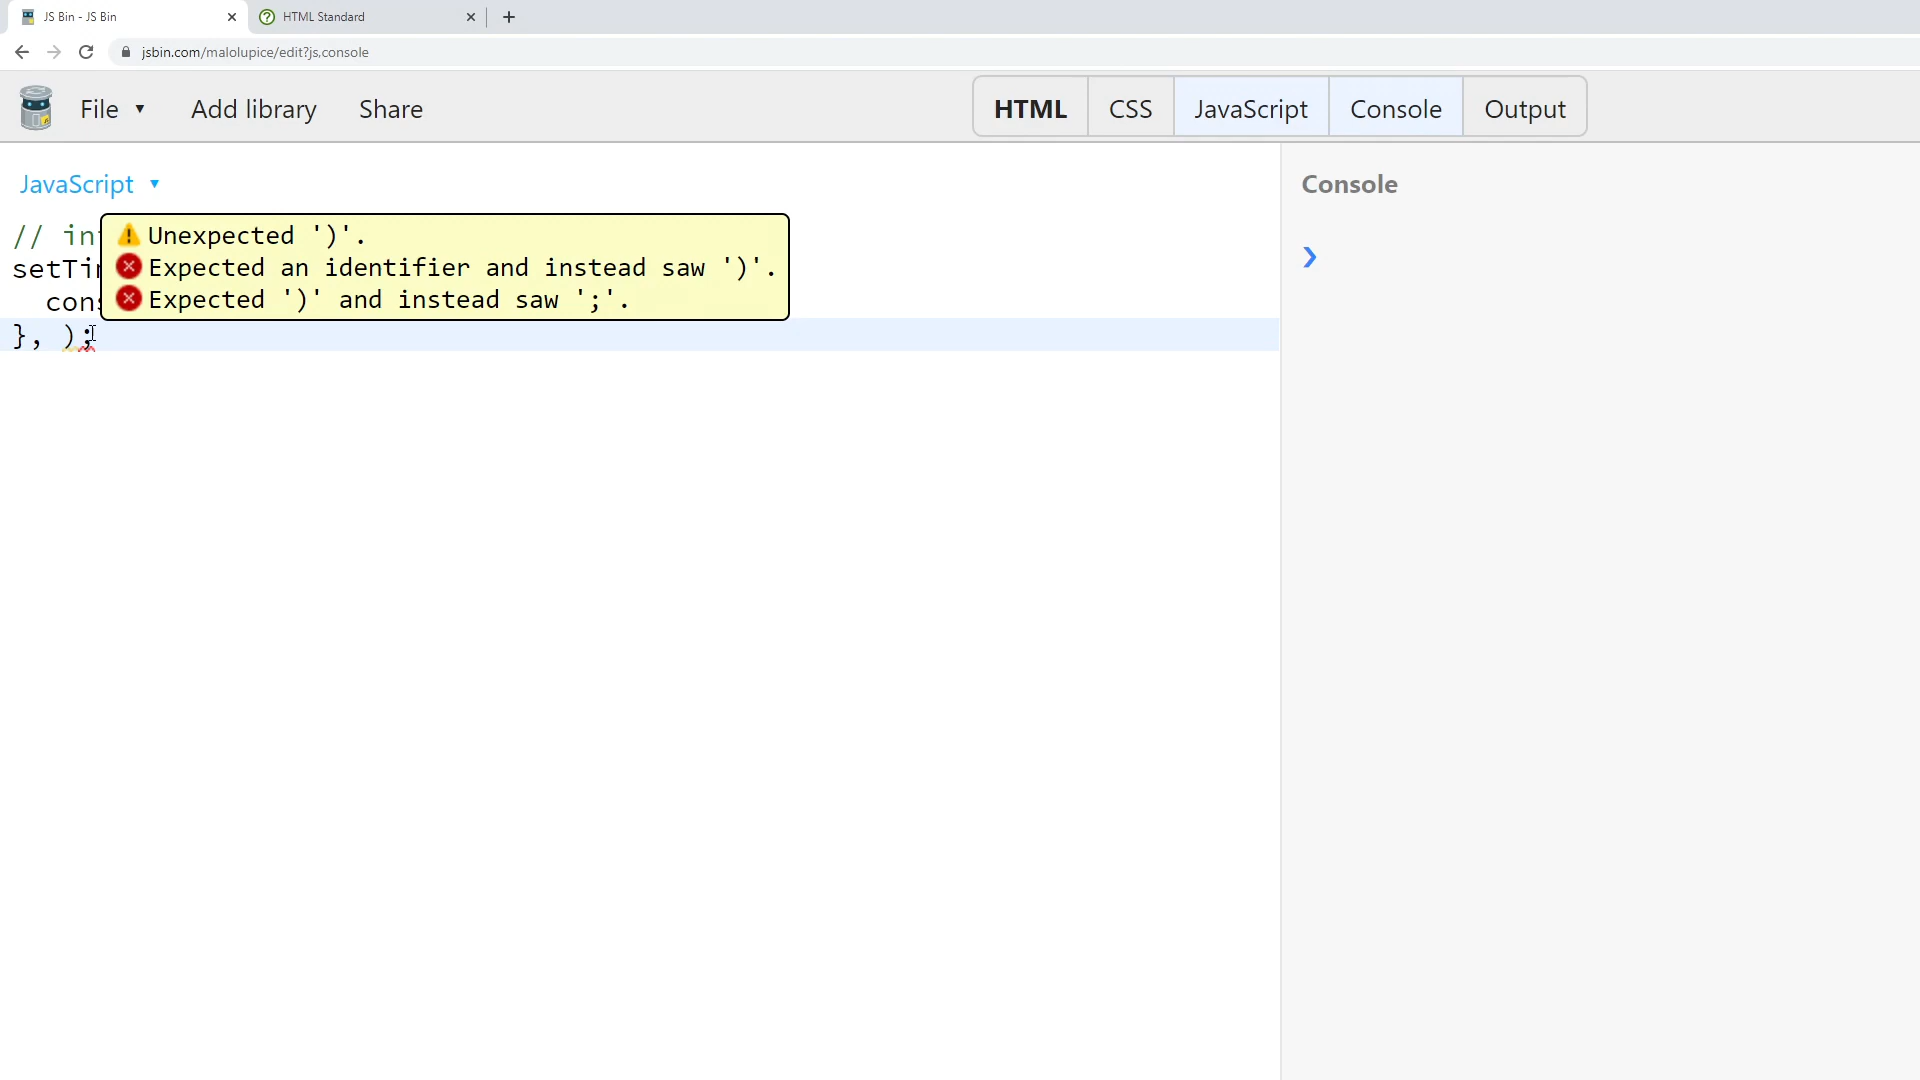 JS Bin - JS Bin
HTML Standard
jsbin.com/malolupice/edit?js,console
File ▼ Add library Share
HTML CSS JavaScript Console Output
JavaScript ▼
Console
Unexpected ')'.
Expected an identifier and instead saw ')'.
Expected ')' and instead saw ';'.
// in
setTi
con
}, );
❯